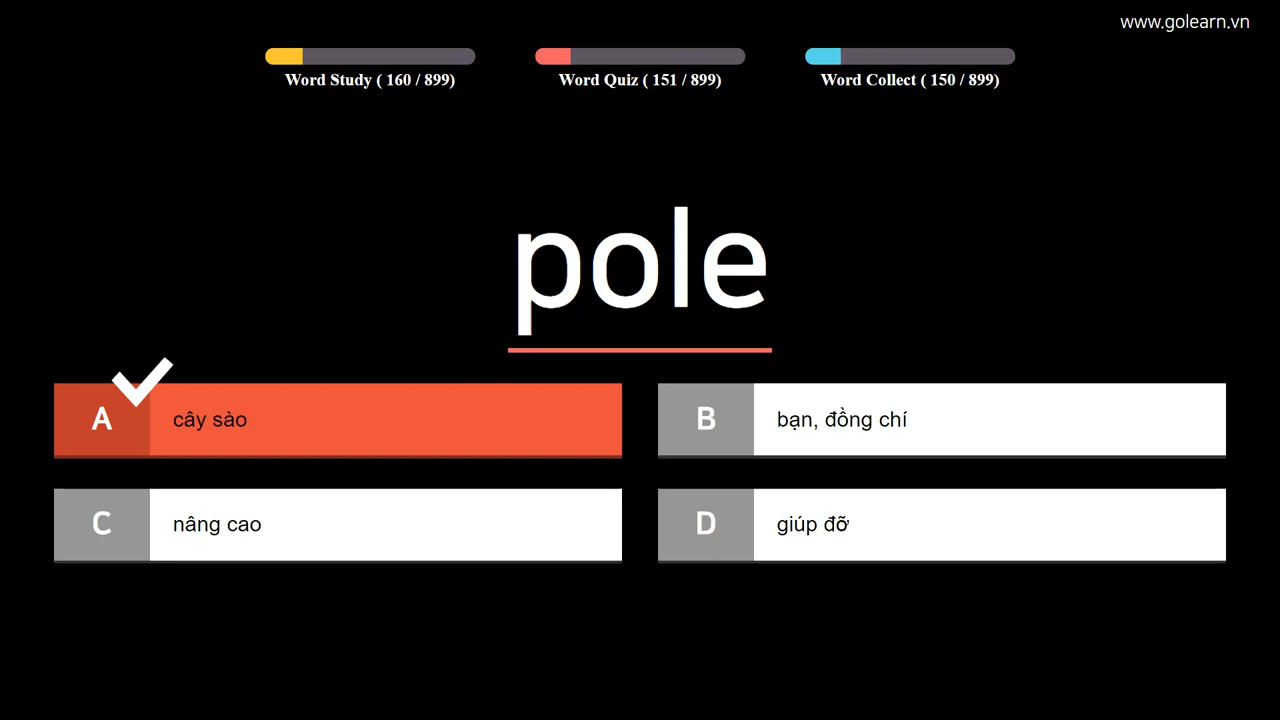 www.golearn.vn
Word Study ( 160 / 899)
Word Quiz ( 151 / 899)
Word Collect ( 150 / 899)
pole
A cây sào
B bạn, đồng chí
C nâng cao
D giúp đỡ